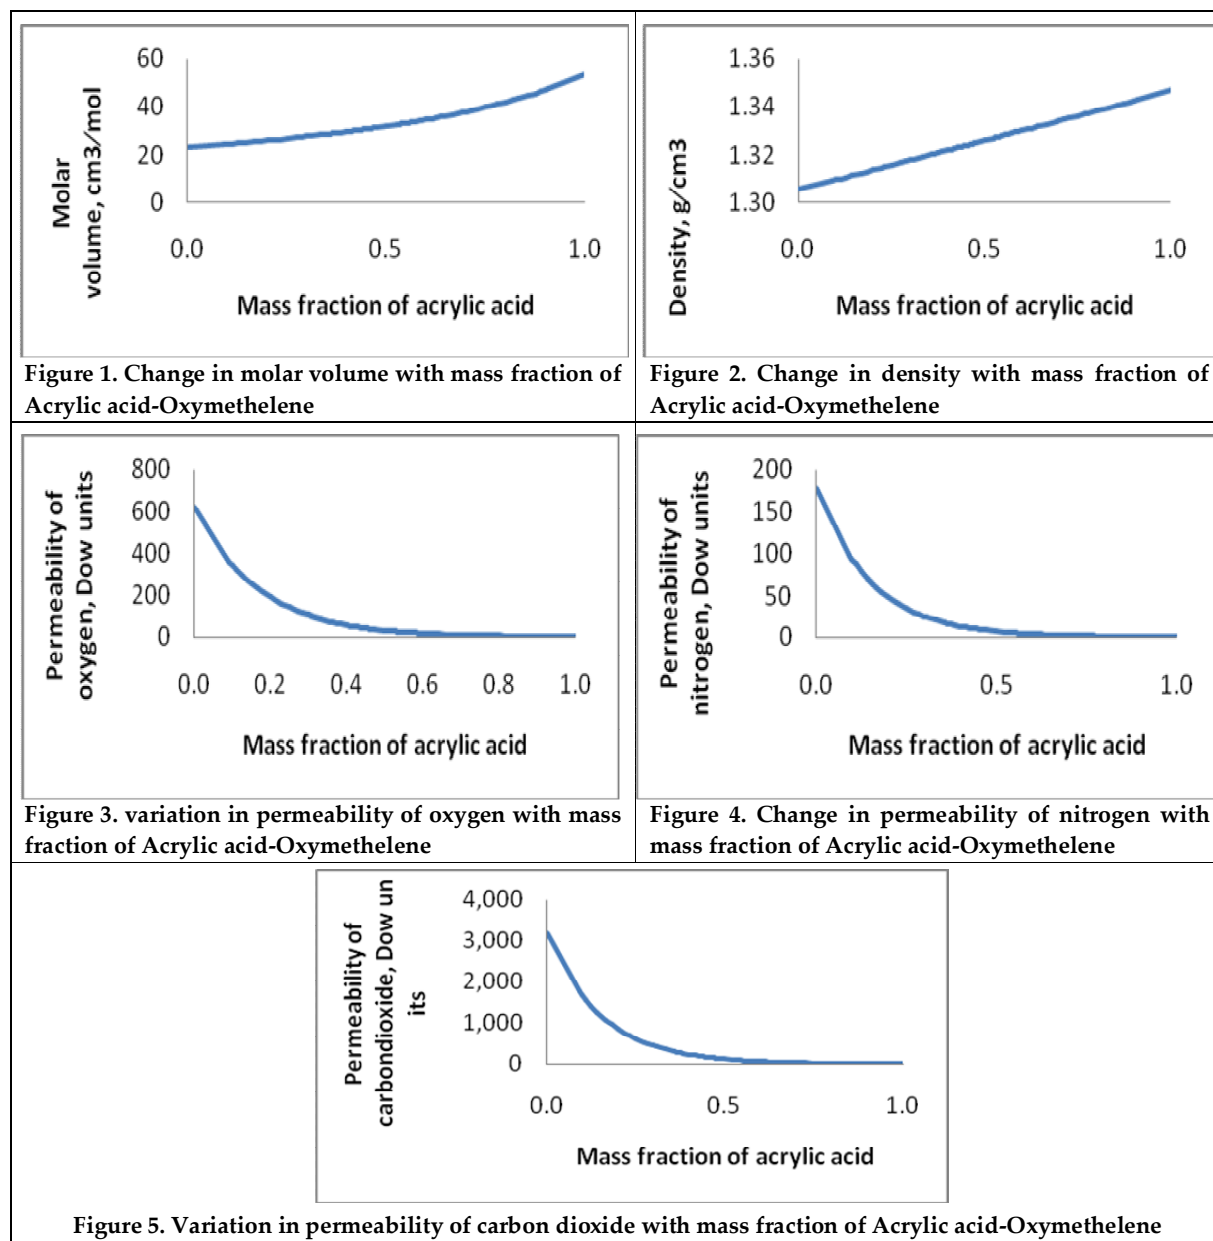 60
40
20
0
Molar
volume, cm3/mol
0.0 0.5 1.0
Mass fraction of acrylic acid
Figure 1. Change in molar volume with mass fraction of
Acrylic acid-Oxymethelene
1.36
1.34
1.32
1.30
Density, g/cm3
0.0 0.5 1.0
Mass fraction of acrylic acid
Figure 2. Change in density with mass fraction of
Acrylic acid-Oxymethelene
800
600
400
200
0
Permeability of
oxygen, Dow units
0.0 0.2 0.4 0.6 0.8 1.0
Mass fraction of acrylic acid
Figure 3. variation in permeability of oxygen with mass
fraction of Acrylic acid-Oxymethelene
200
150
100
50
0
Permeability of
nitrogen, Dow units
0.0 0.5 1.0
Mass fraction of acrylic acid
Figure 4. Change in permeability of nitrogen with
mass fraction of Acrylic acid-Oxymethelene
4,000
3,000
2,000
1,000
0
Permeability of
carbondioxide, Dow un
its
0.0 0.5 1.0
Mass fraction of acrylic acid
Figure 5. Variation in permeability of carbon dioxide with mass fraction of Acrylic acid-Oxymethelene